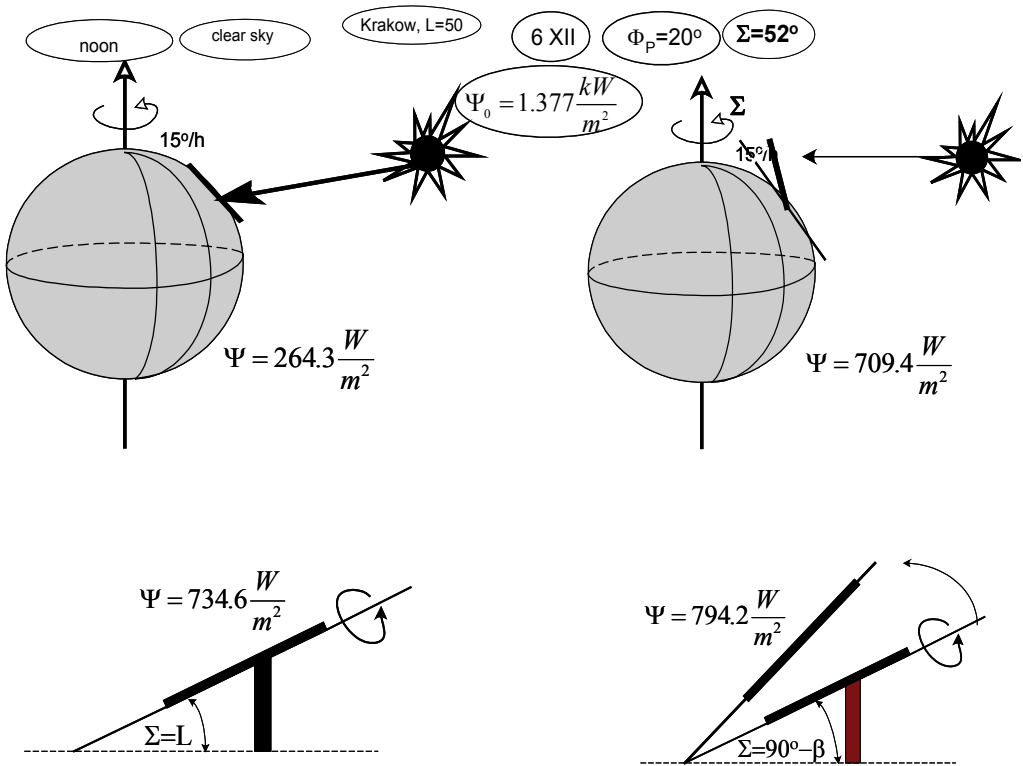 noon
clear sky
Krakow, L=50
6 XII
Φ_P=20°
Σ=52°
Ψ₀ = 1.377 kW/m²
15°/h
Σ
15°/h
Ψ = 264.3 W/m²
Ψ = 709.4 W/m²
Ψ = 734.6 W/m²
Ψ = 794.2 W/m²
Σ=L
Σ=90°−β